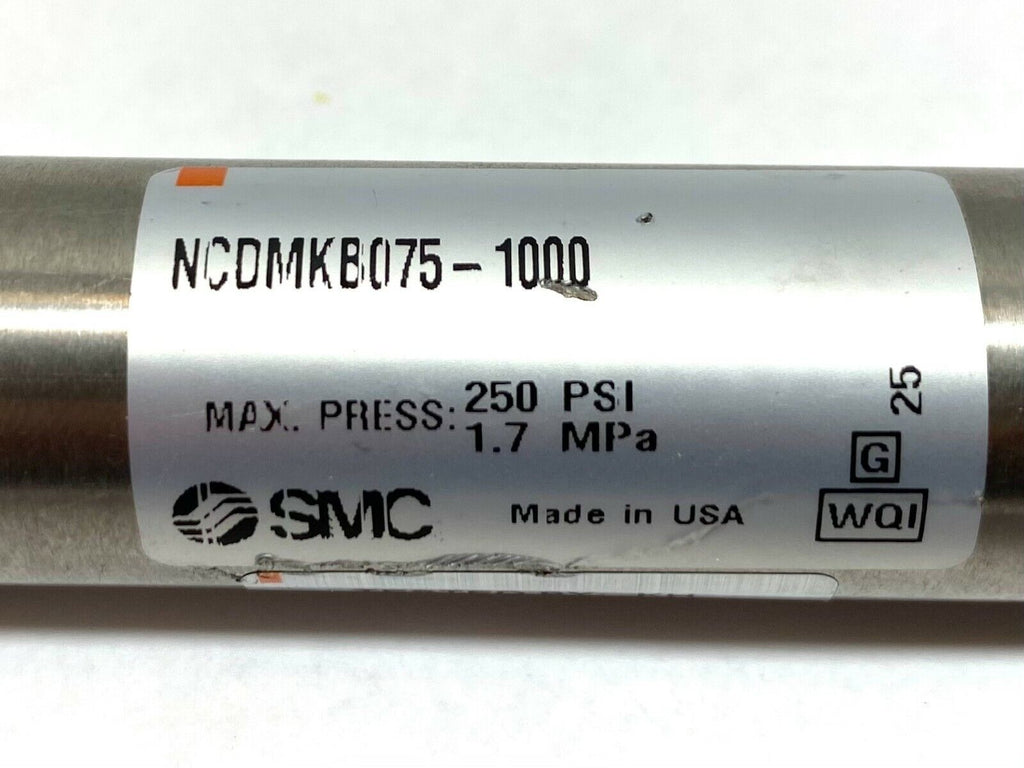 NCDMKB075-1000
MAX. PRESS: 250 PSI
1.7 MPa
25
G
WQI
SMC
Made in USA